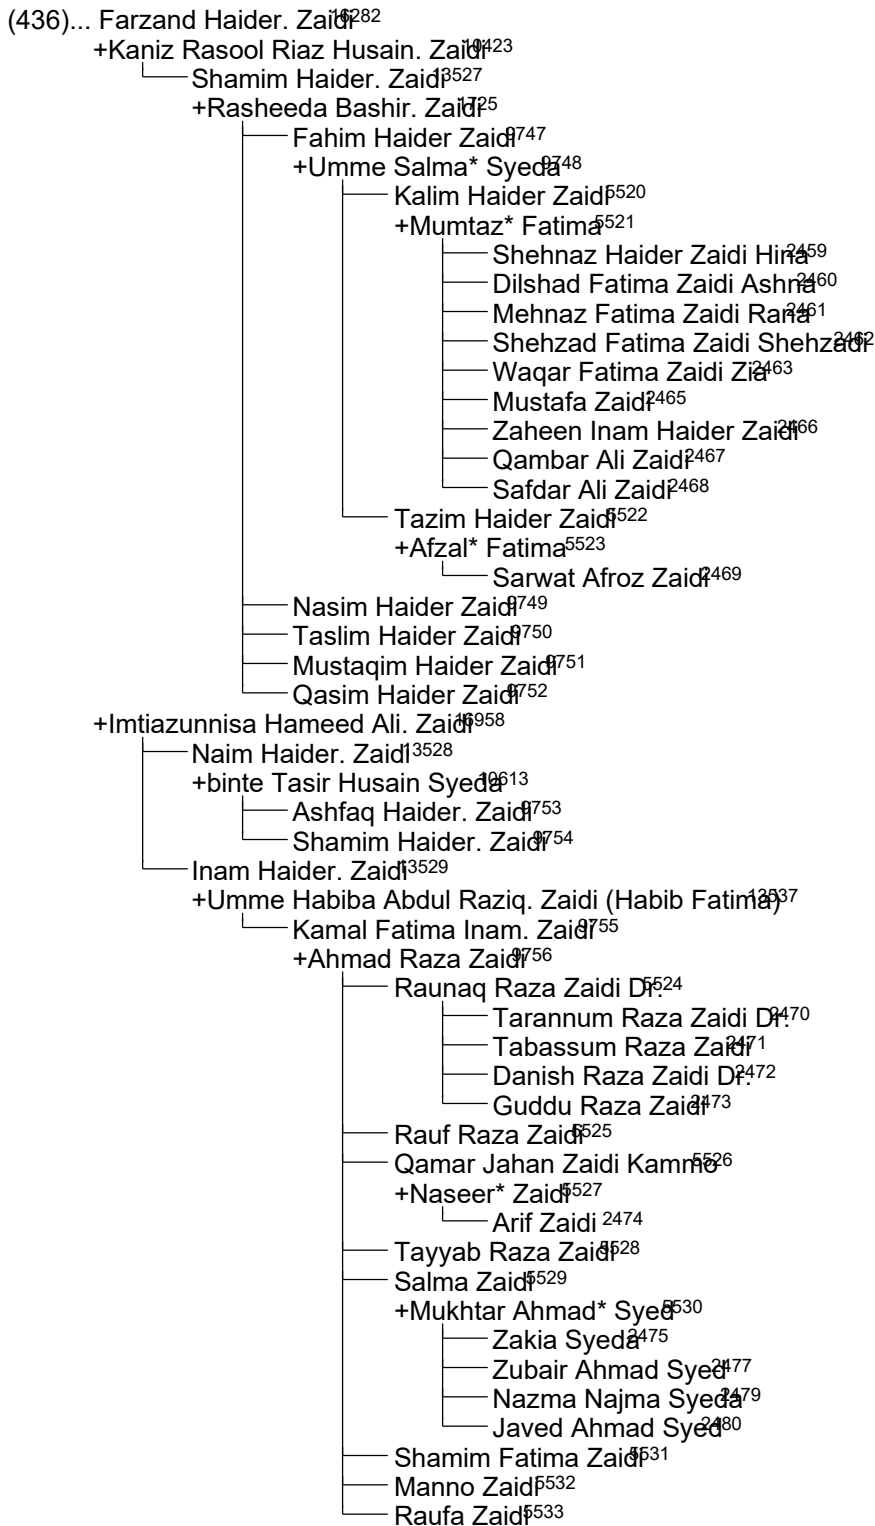 (436)... Farzand Haider. Zaidi16282
+Kaniz Rasool Riaz Husain. Zaidi10423
Shamim Haider. Zaidi13527
+Rasheeda Bashir. Zaidi1725
Fahim Haider Zaidi9747
+Umme Salma* Syeda9748
Kalim Haider Zaidi5520
+Mumtaz* Fatima5521
Shehnaz Haider Zaidi Hina2459
Dilshad Fatima Zaidi Ashna2460
Mehnaz Fatima Zaidi Rana2461
Shehzad Fatima Zaidi Shehzadi2462
Waqar Fatima Zaidi Zia2463
Mustafa Zaidi2465
Zaheen Inam Haider Zaidi2466
Qambar Ali Zaidi2467
Safdar Ali Zaidi2468
Tazim Haider Zaidi5522
+Afzal* Fatima5523
Sarwat Afroz Zaidi2469
Nasim Haider Zaidi9749
Taslim Haider Zaidi9750
Mustaqim Haider Zaidi9751
Qasim Haider Zaidi9752
+Imtiazunnisa Hameed Ali. Zaidi16958
Naim Haider. Zaidi13528
+binte Tasir Husain Syeda10613
Ashfaq Haider. Zaidi9753
Shamim Haider. Zaidi9754
Inam Haider. Zaidi13529
+Umme Habiba Abdul Raziq. Zaidi (Habib Fatima)13537
Kamal Fatima Inam. Zaidi9755
+Ahmad Raza Zaidi9756
Raunaq Raza Zaidi Dr.5524
Tarannum Raza Zaidi Dr.2470
Tabassum Raza Zaidi2471
Danish Raza Zaidi Dr.2472
Guddu Raza Zaidi2473
Rauf Raza Zaidi5525
Qamar Jahan Zaidi Kammo5526
+Naseer* Zaidi5527
Arif Zaidi 2474
Tayyab Raza Zaidi5528
Salma Zaidi5529
+Mukhtar Ahmad* Syed5530
Zakia Syeda2475
Zubair Ahmad Syed2477
Nazma Najma Syeda2479
Javed Ahmad Syed2480
Shamim Fatima Zaidi5531
Manno Zaidi5532
Raufa Zaidi5533